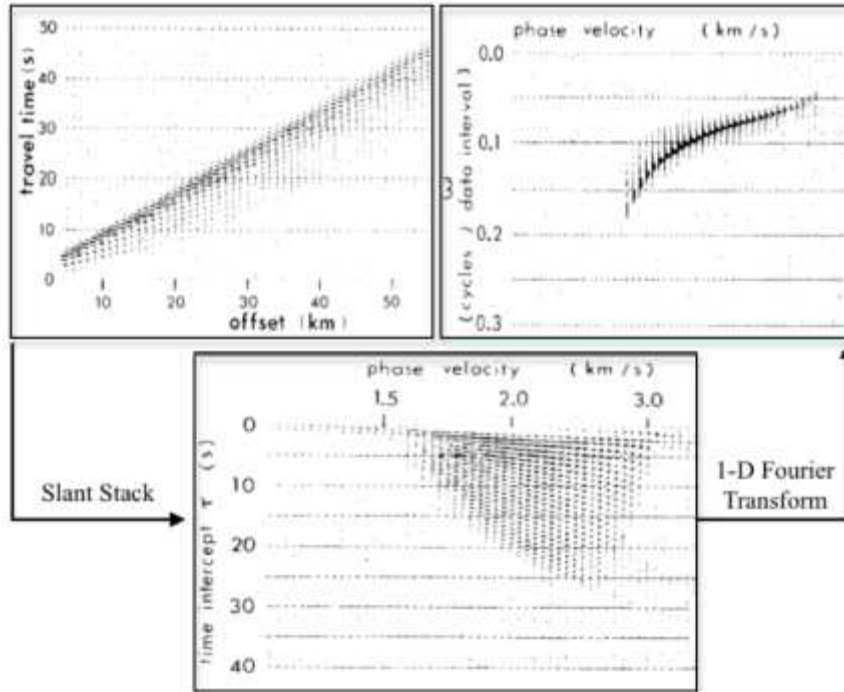 50
40
30
20
10
0
travel time (s)
10 20 30 40 50
offset (km)
phase velocity (km/s)
0.0
0,1
0.2
0.3
ω
(cycles / data interval)
Slant Stack
phase velocity (km/s)
1.5 2.0 3.0
0
10
20
30
40
time intercept τ (s)
1-D Fourier
Transform